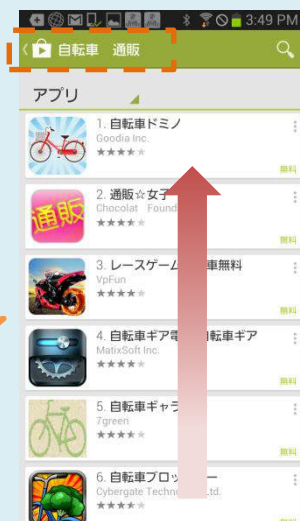 3:49 PM
自転車 通販
アプリ
1. 自転車ドミノ
Goodia Inc.
無料
通販
2. 通販☆女子
Chocolat Found
無料
3. レースゲーム 車無料
VpFun
無料
4. 自転車ギア電 自転車ギア
MatixSoft Inc.
無料
5. 自転車ギャラ
7green
無料
6. 自転車ブロッ ー
Cybergate Techno Ltd.